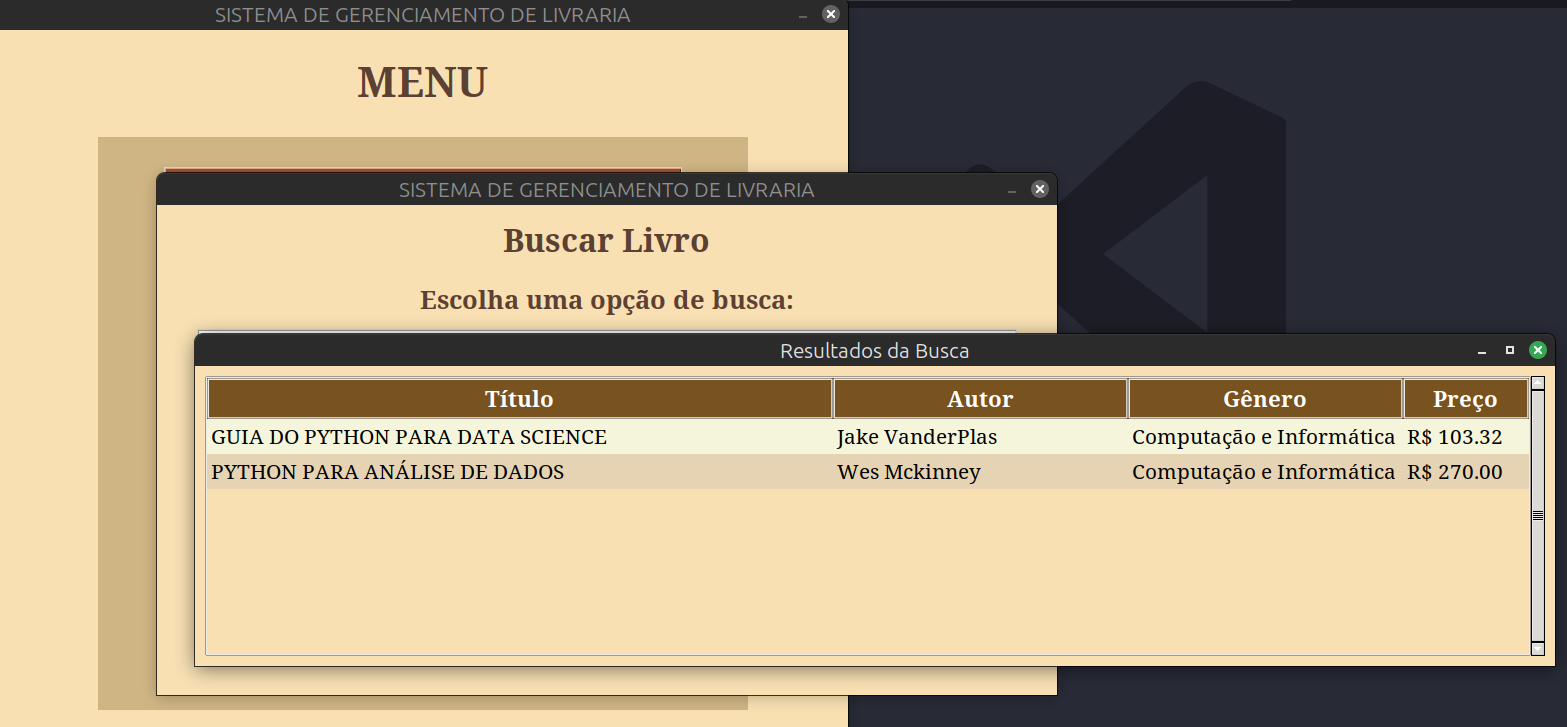 SISTEMA DE GERENCIAMENTO DE LIVRARIA
MENU
SISTEMA DE GERENCIAMENTO DE LIVRARIA
Buscar Livro
Escolha uma opção de busca:
Resultados da Busca
Título Autor Gênero Preço
GUIA DO PYTHON PARA DATA SCIENCE Jake VanderPlas Computação e Informática R$ 103.32
PYTHON PARA ANÁLISE DE DADOS Wes Mckinney Computação e Informática R$ 270.00